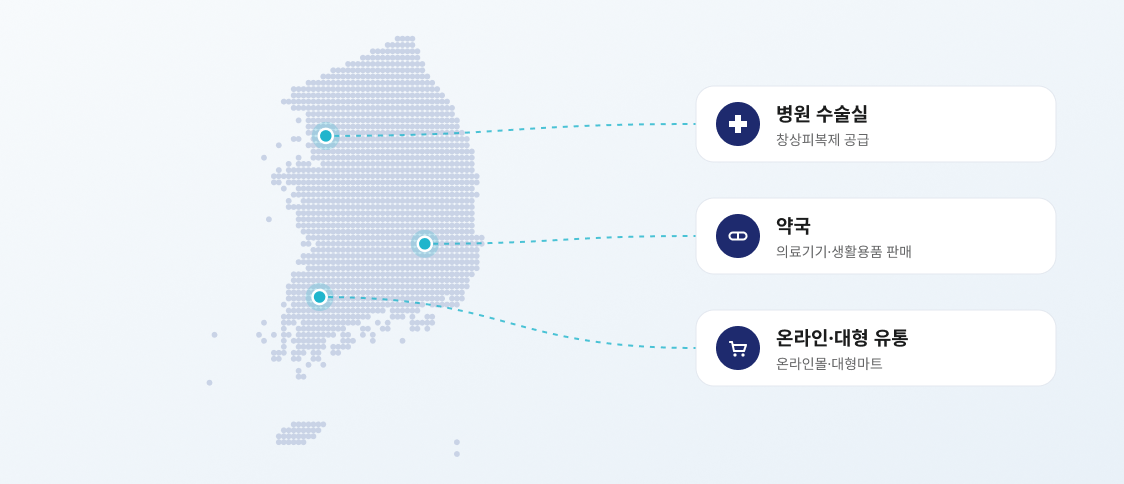 병원 수술실
창상피복제 공급
약국
의료기기·생활용품 판매
온라인·대형 유통
온라인몰·대형마트